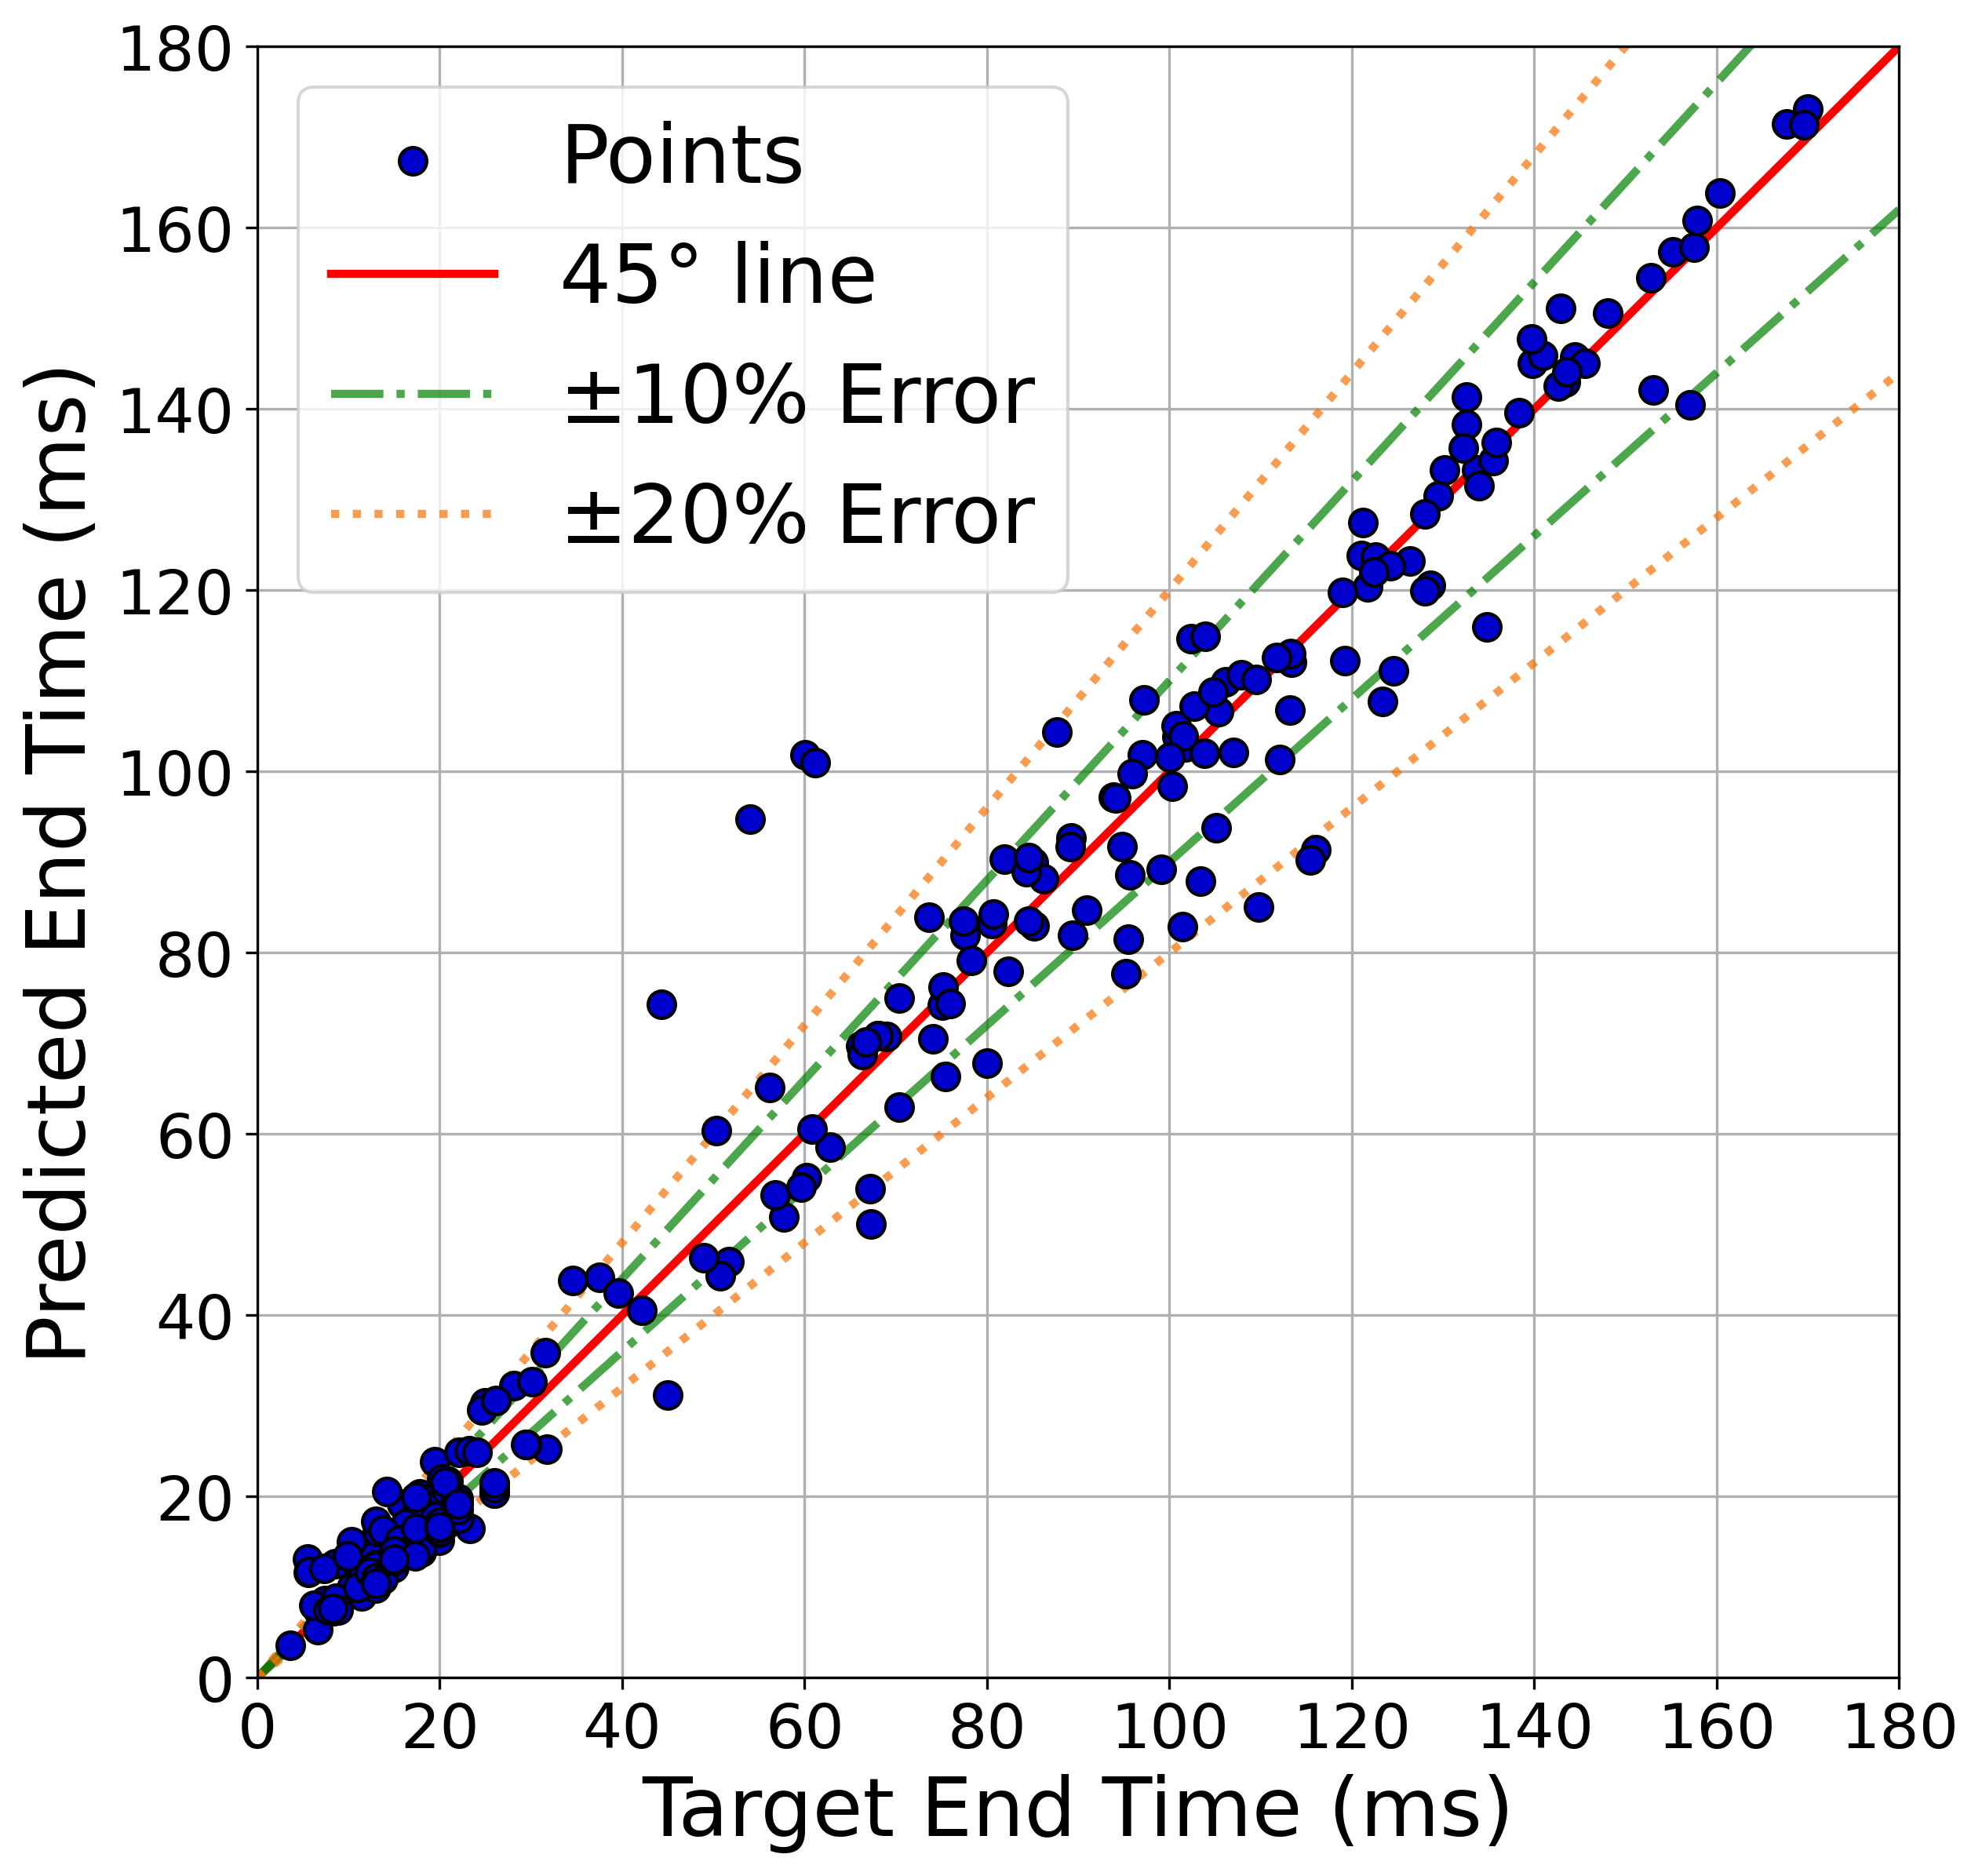 Predicted End Time (ms)
180
160
140
120
100
80
60
40
20
0
Points
45° line
±10% Error
±20% Error
0 20 40 60 80 100 120 140 160 180
Target End Time (ms)